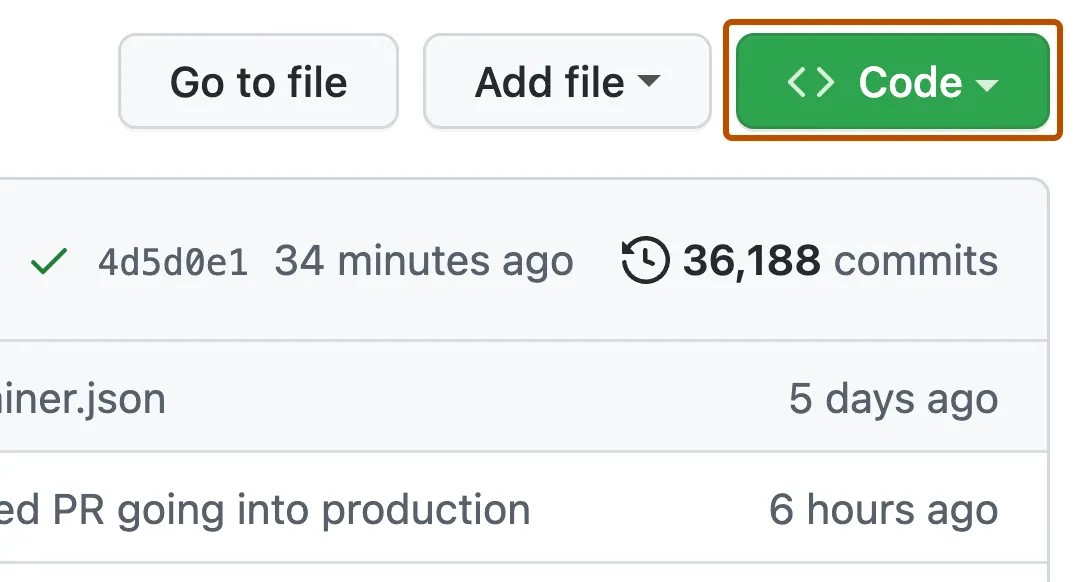 Go to file Add file <> Code
4d5d0e1 34 minutes ago 36,188 commits
iner.json 5 days ago
ed PR going into production 6 hours ago